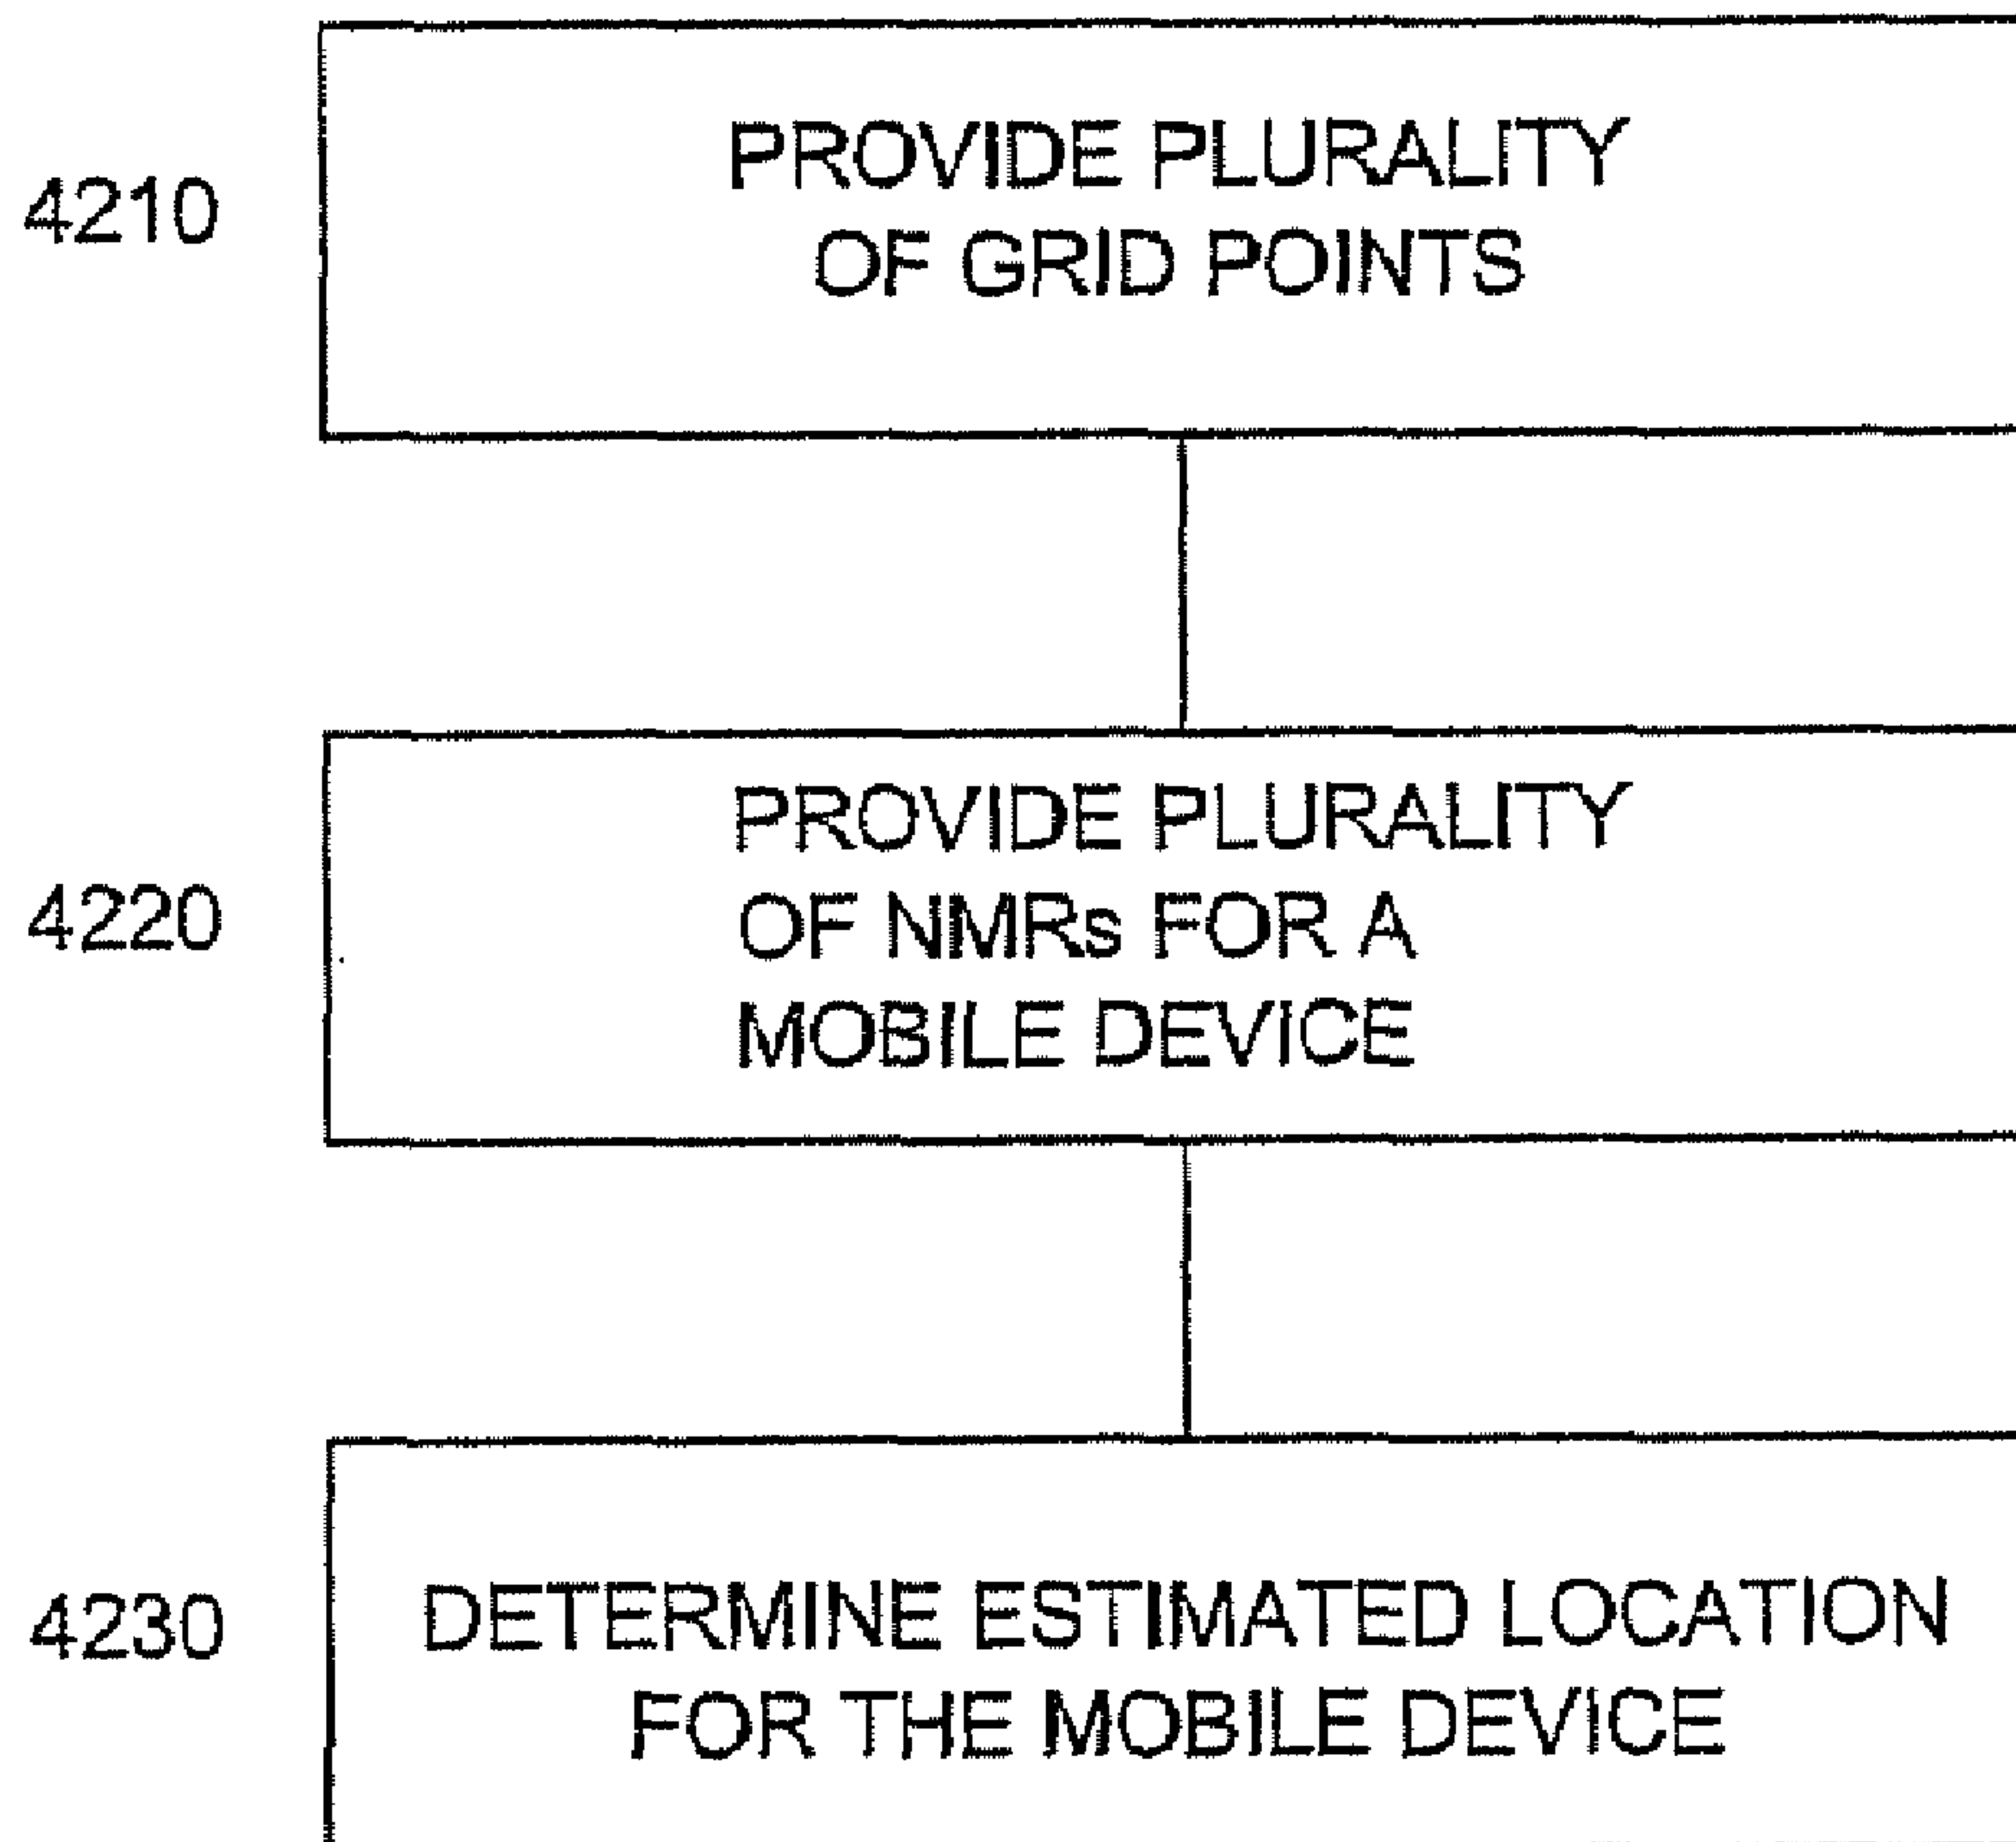 PROVIDE PLURALITY
4210
OF GRID POINTS
PROVIDE PLURALITY
4220
OF NMRs FOR A
MOBILE DEVICE
4230
DETERMINE ESTIMATED LOCATION
FOR THE MOBILE DEVICE